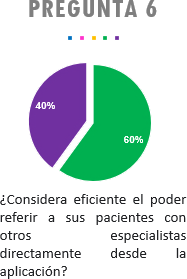 PREGUNTA 6
40%
60%
¿Considera eficiente el poder
referir a sus pacientes con
otros especialistas
directamente desde la
aplicación?